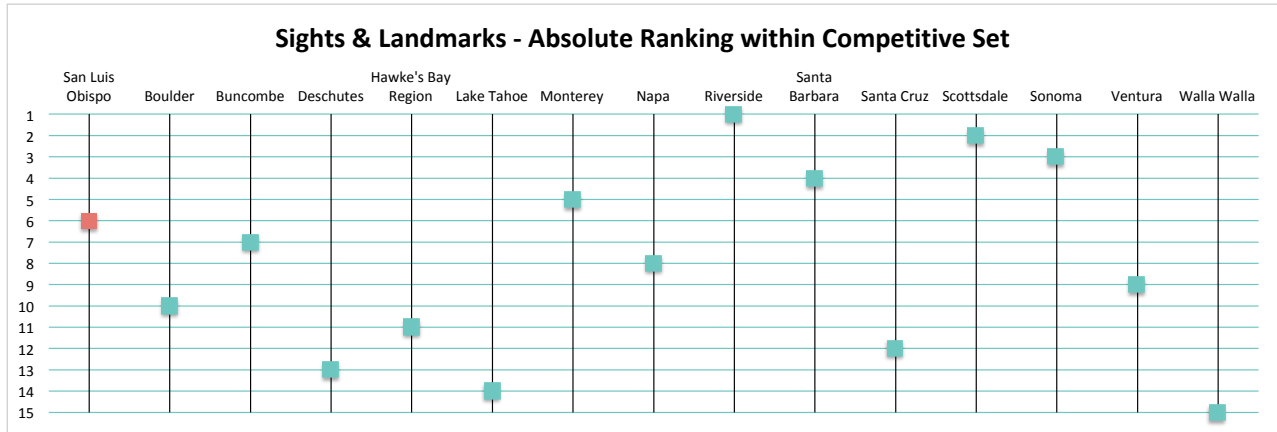 Sights & Landmarks - Absolute Ranking within Competitive Set
San Luis Obispo
Boulder
Buncombe
Deschutes
Hawke's Bay Region
Lake Tahoe
Monterey
Napa
Riverside
Santa Barbara
Santa Cruz
Scottsdale
Sonoma
Ventura
Walla Walla
1
2
3
4
5
6
7
8
9
10
11
12
13
14
15